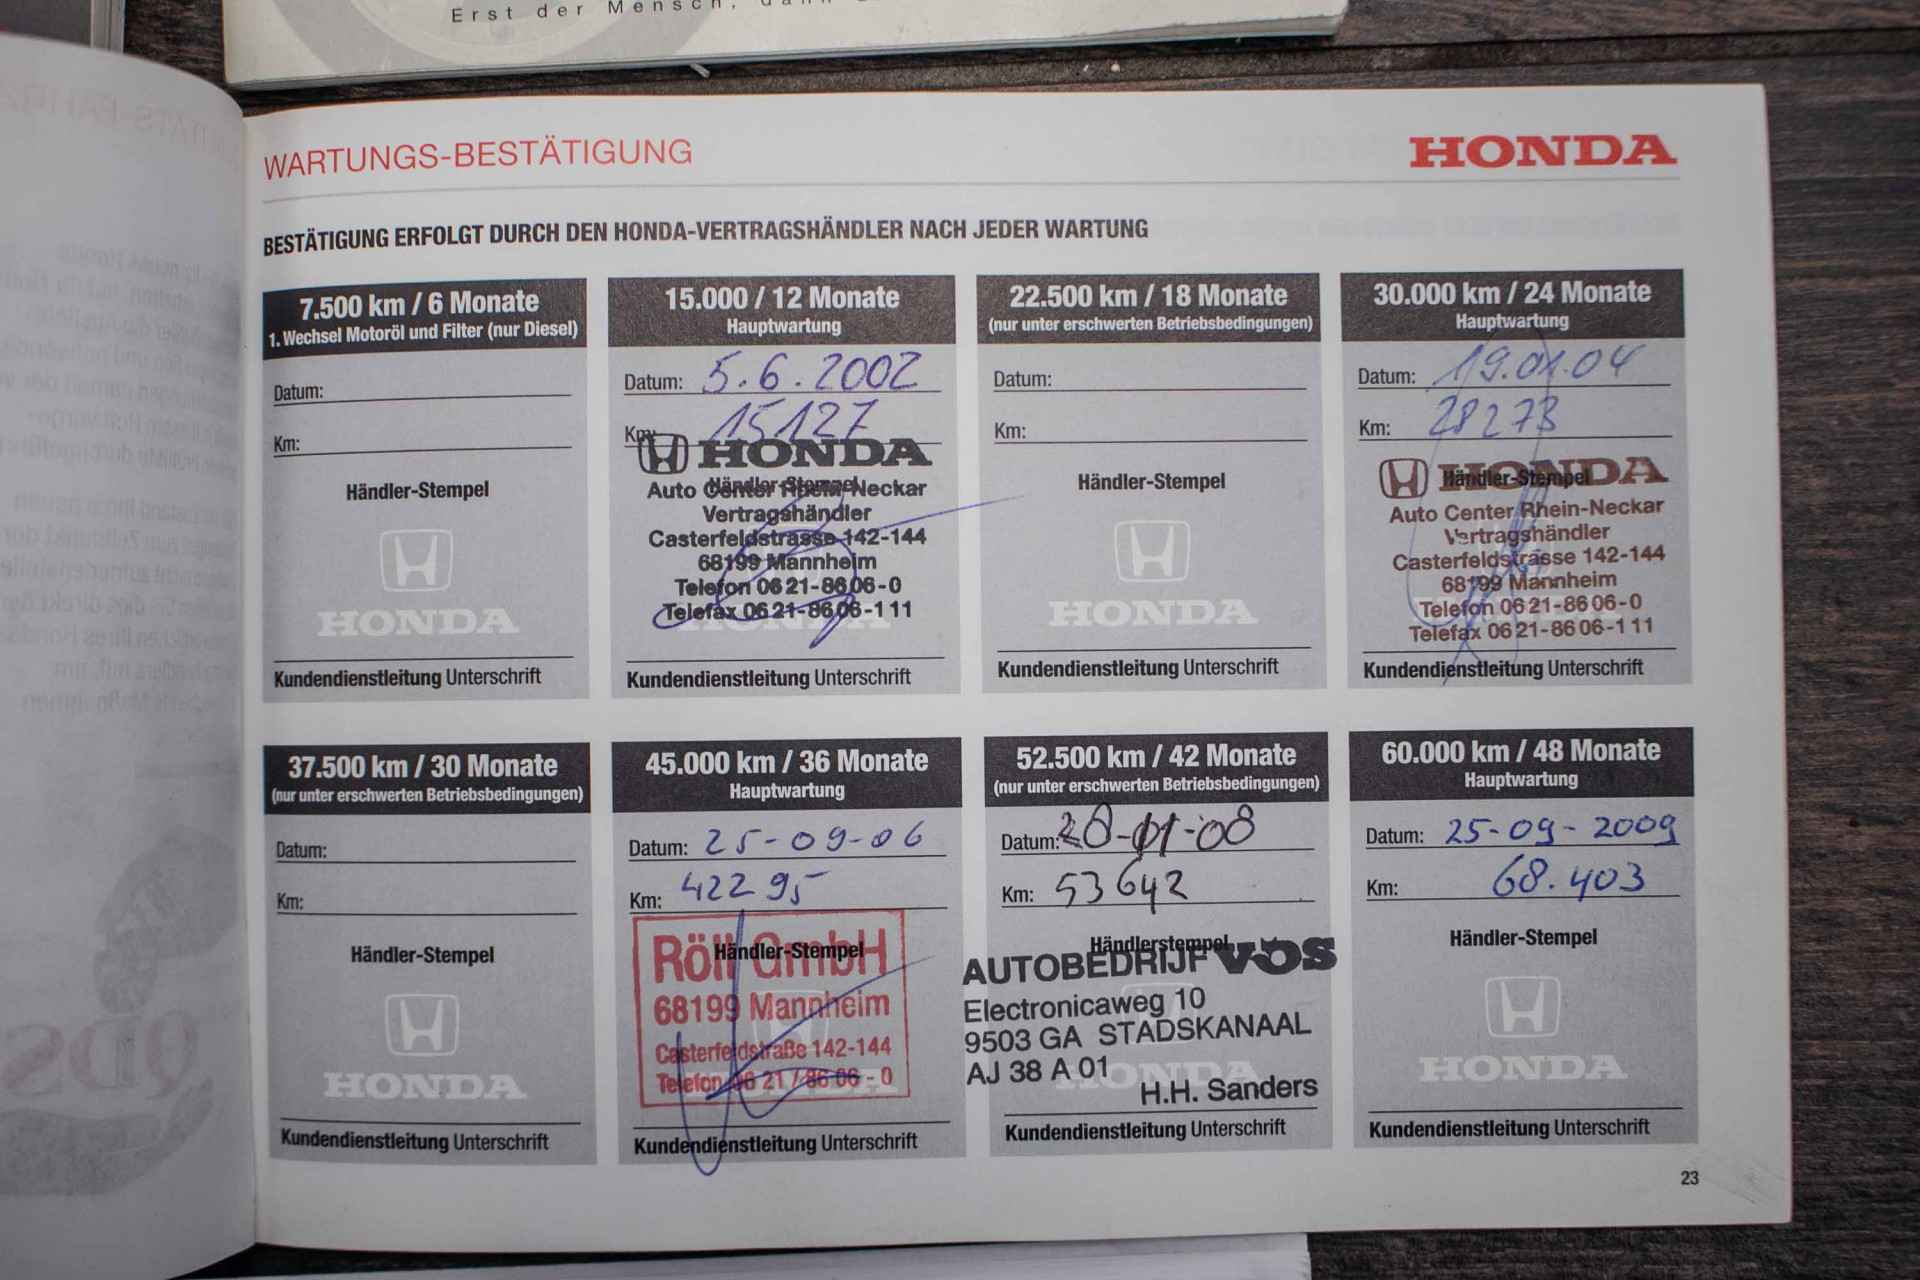 Erst der Mensch, dann
WARTUNGS-BESTÄTIGUNG
HONDA
BESTÄTIGUNG ERFOLGT DURCH DEN HONDA-VERTRAGSHÄNDLER NACH JEDER WARTUNG
7.500 km / 6 Monate
1. Wechsel Motoröl und Filter (nur Diesel)
Datum:
Km:
Händler-Stempel
HONDA
Kundendienstleitung Unterschrift
15.000 / 12 Monate
Hauptwartung
Datum: 5.6.2002
Km: 15127
HONDA
Händler-Stempel
Auto Center Rhein-Neckar
Vertragshändler
Casterfeldstrasse 142-144
68199 Mannheim
Telefon 06 21-86 06-0
Telefax 06 21-86 06-1 11
HONDA
Kundendienstleitung Unterschrift
22.500 km / 18 Monate
(nur unter erschwerten Betriebsbedingungen)
Datum:
Km:
Händler-Stempel
HONDA
Kundendienstleitung Unterschrift
30.000 km / 24 Monate
Hauptwartung
Datum: 19.01.04
Km: 28273
HONDA
Händler-Stempel
Auto Center Rhein-Neckar
Vertragshändler
Casterfeldstrasse 142-144
68199 Mannheim
Telefon 06 21-86 06-0
Telefax 06 21-86 06-1 11
Kundendienstleitung Unterschrift
37.500 km / 30 Monate
(nur unter erschwerten Betriebsbedingungen)
Datum:
Km:
Händler-Stempel
HONDA
Kundendienstleitung Unterschrift
45.000 km / 36 Monate
Hauptwartung
Datum: 25-09-06
Km: 42295
Händler-Stempel
Röll GmbH
68199 Mannheim
Casterfeldstraße 142-144
Telefon 06 21 / 86 06 - 0
Kundendienstleitung Unterschrift
52.500 km / 42 Monate
(nur unter erschwerten Betriebsbedingungen)
Datum: 28-01-08
Km: 53642
Händlerstempel
AUTOBEDRIJF VOS
Electronicaweg 10
9503 GA STADSKANAAL
AJ 38 A 01
HONDA
H.H. Sanders
Kundendienstleitung Unterschrift
60.000 km / 48 Monate
Hauptwartung
Datum: 25-09-2009
Km: 68.403
Händler-Stempel
HONDA
Kundendienstleitung Unterschrift
23